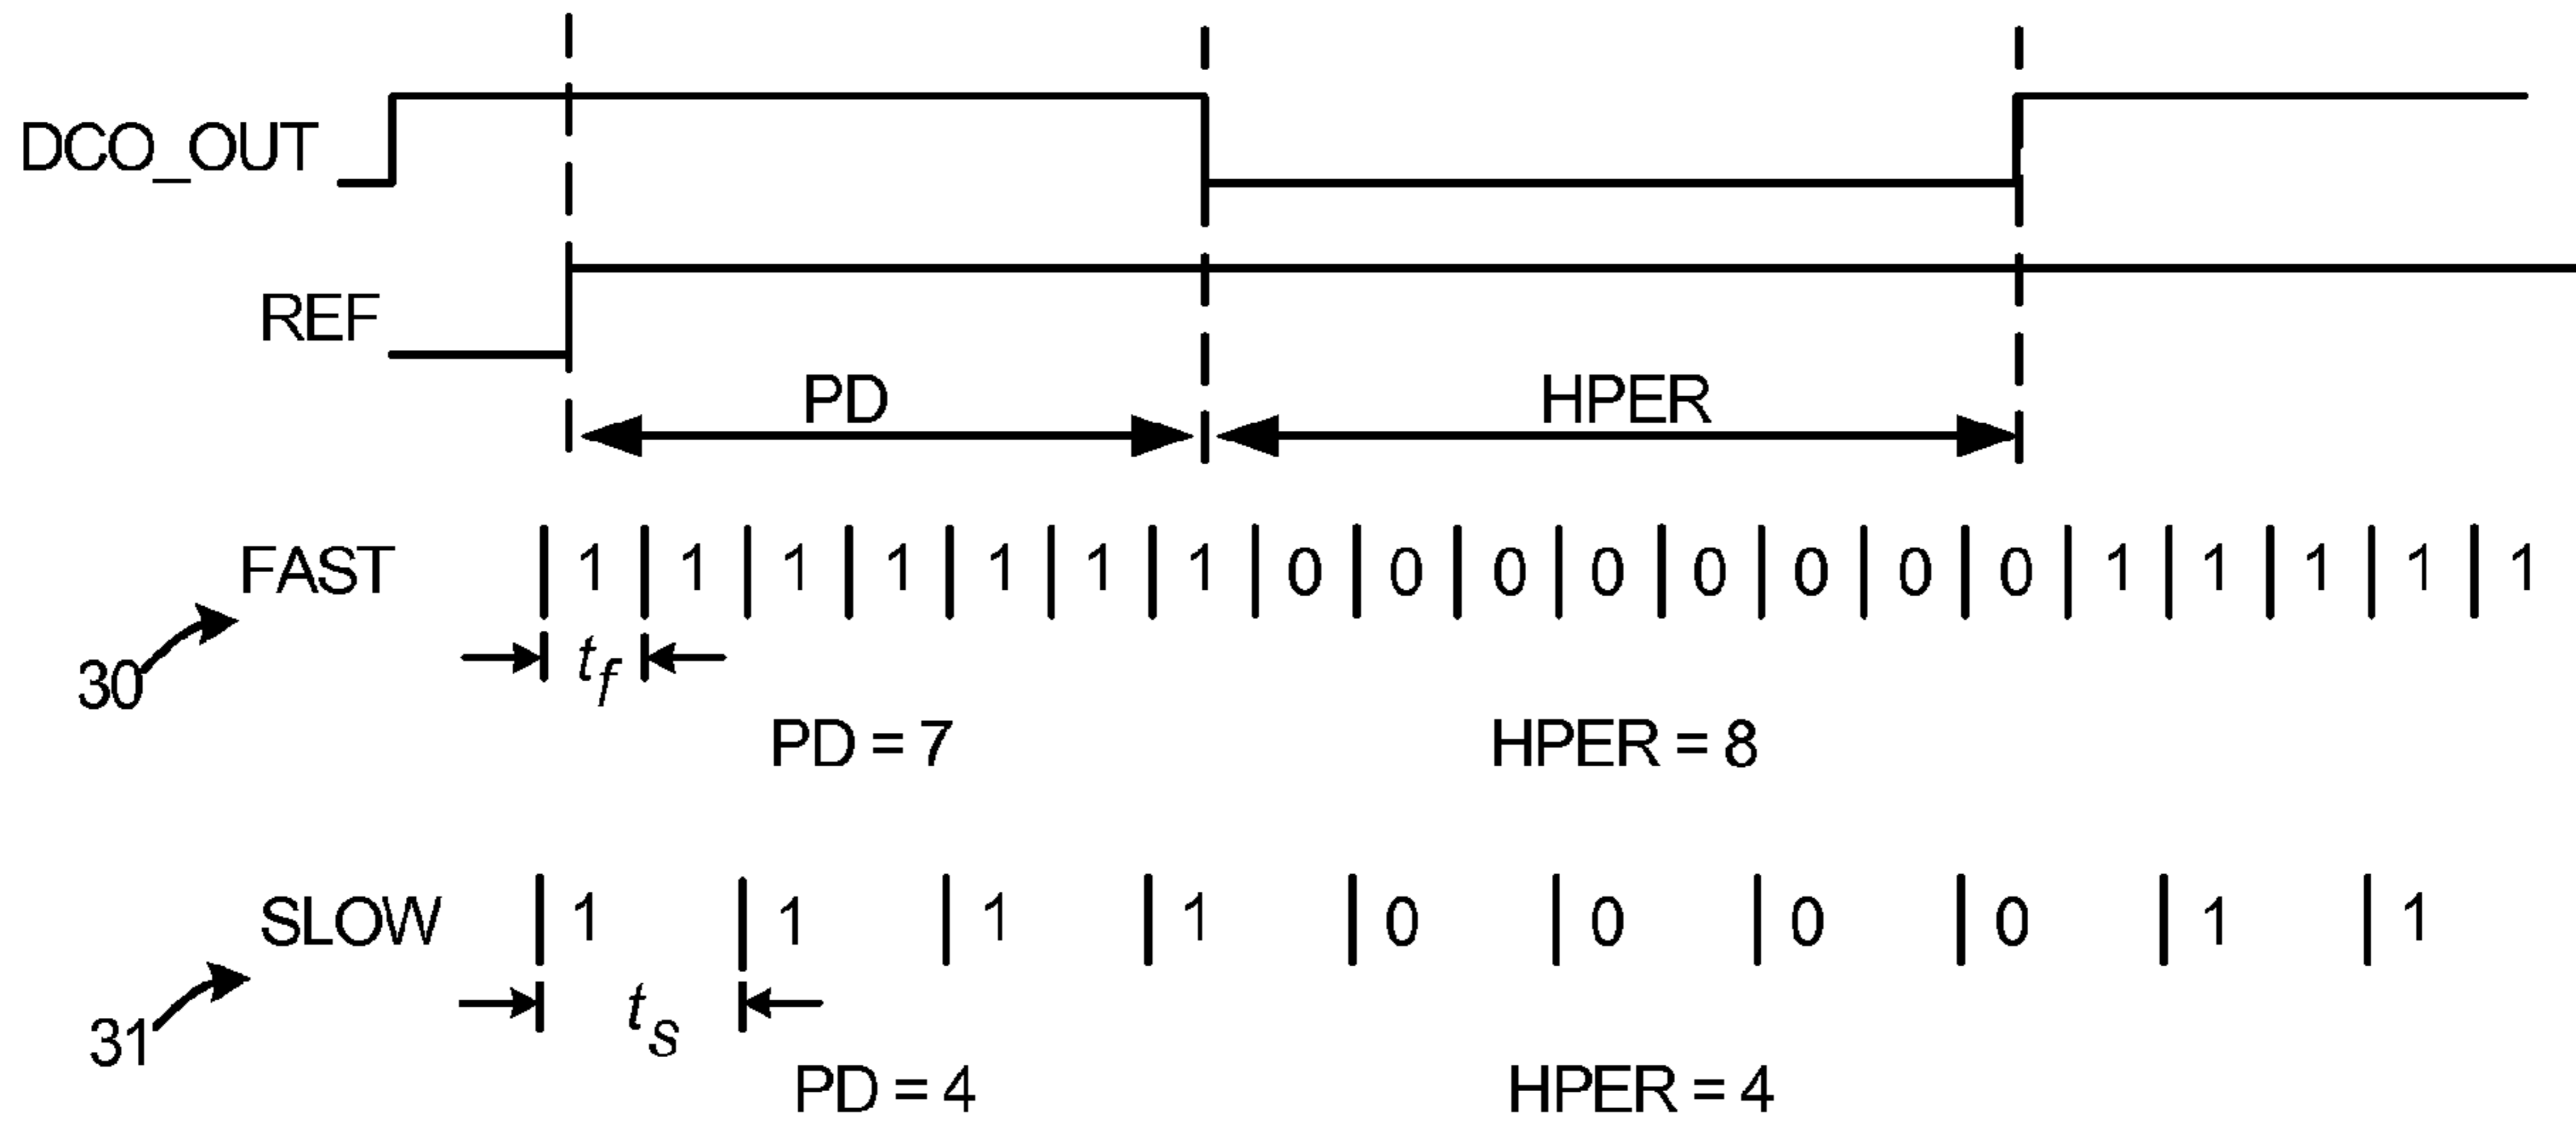 DCO_OUT
REF
PD HPER
FAST 1 1 1 1 1 1 1 0 0 0 0 0 0 0 0 1 1 1 1 1
30 tf
PD = 7 HPER = 8
SLOW 1 1 1 1 0 0 0 0 1 1
31 ts
PD = 4 HPER = 4